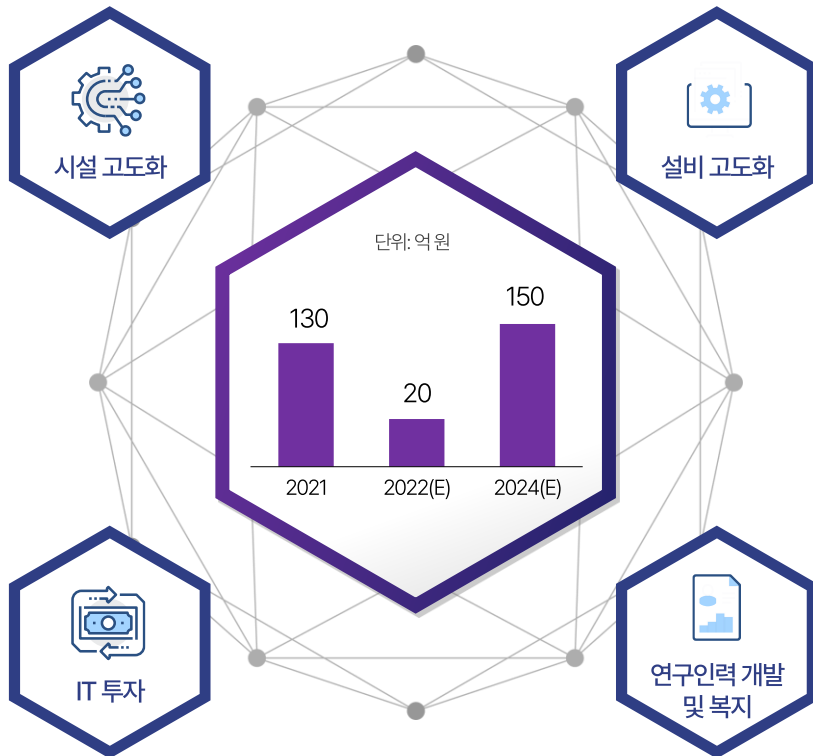 시설 고도화
설비 고도화
단위: 억 원
130
20
150
2021
2022(E)
2024(E)
IT 투자
연구인력 개발
및 복지